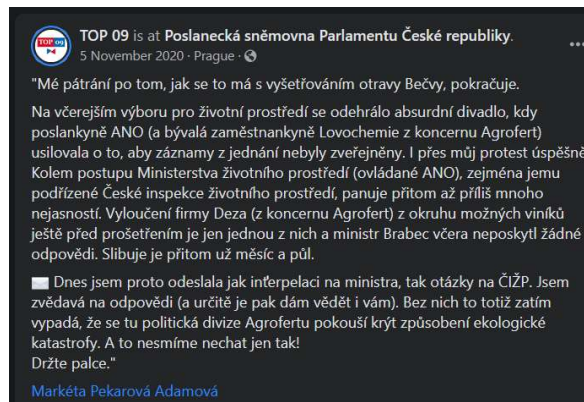 TOP 09
TOP 09 is at Poslanecká sněmovna Parlamentu České republiky.
5 November 2020 · Prague ·
"Mé pátrání po tom, jak se to má s vyšetřováním otravy Bečvy, pokračuje.
Na včerejším výboru pro životní prostředí se odehrálo absurdní divadlo, kdy
poslankyně ANO (a bývalá zaměstnankyně Lovochemie z koncernu Agrofert)
usilovala o to, aby záznamy z jednání nebyly zveřejněny. I přes můj protest úspěšně
Kolem postupu Ministerstva životního prostředí (ovládané ANO), zejména jemu
podřízené České inspekce životního prostředí, panuje přitom až příliš mnoho
nejasností. Vyloučení firmy Deza (z koncernu Agrofert) z okruhu možných viníků
ještě před prošetřením je jen jednou z nich a ministr Brabec včera neposkytl žádné
odpovědi. Slibuje je přitom už měsíc a půl.
Dnes jsem proto odeslala jak interpelaci na ministra, tak otázky na ČIŽP. Jsem
zvědavá na odpovědi (a určitě je pak dám vědět i vám). Bez nich to totiž zatím
vypadá, že se tu politická divize Agrofertu pokouší krýt způsobení ekologické
katastrofy. A to nesmíme nechat jen tak!
Držte palce."
Markéta Pekarová Adamová